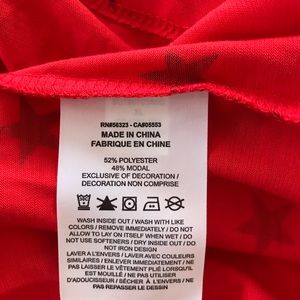 RN#56323 - CA#05553
MADE IN CHINA
FABRIQUE EN CHINE
52% POLYESTER
48% MODAL
EXCLUSIVE OF DECORATION /
DECORATION NON COMPRISE
WASH INSIDE OUT / WASH WITH LIKE
COLORS / REMOVE IMMEDIATELY / DO NOT
ALLOW TO LAY ON ITSELF WHEN WET / DO
NOT USE SOFTENERS / DRY INSIDE OUT / DO
NOT IRON DESIGN
LAVER A L'ENVERS / LAVER AVEC COULEURS
SIMILAIRES / ENLEVER IMMEDIATEMENT / NE
PAS LAISSER LE VÊTEMENT PLIÉ LORSQU'IL
EST MOUILLÉ / NE PAS UTILISER
D'ADOUCISSANT / SECHER A L'ENVERS / NE
PAS REPASSER LE DESSIN